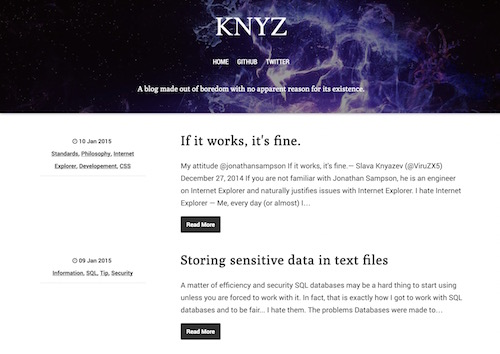 KNYZ
HOME GITHUB TWITTER
A blog made out of boredom with no apparent reason for its existence.
10 Jan 2015
Standards, Philosophy, Internet
Explorer, Developement, CSS
If it works, it's fine.
My attitude @jonathansampson If it works, it's fine.— Slava Knyazev (@ViruZX5)
December 27, 2014 If you are not familiar with Jonathan Sampson, he is an engineer
on Internet Explorer and naturally justifies issues with Internet Explorer. I hate Internet
Explorer — Me, every day (or almost) I…
Read More
09 Jan 2015
Information, SQL, Tip, Security
Storing sensitive data in text files
A matter of efficiency and security SQL databases may be a hard thing to start using
unless you are forced to work with it. In fact, that is exactly how I got to work with SQL
databases and to be fair... I hate them. The problems Databases were made to…
Read More